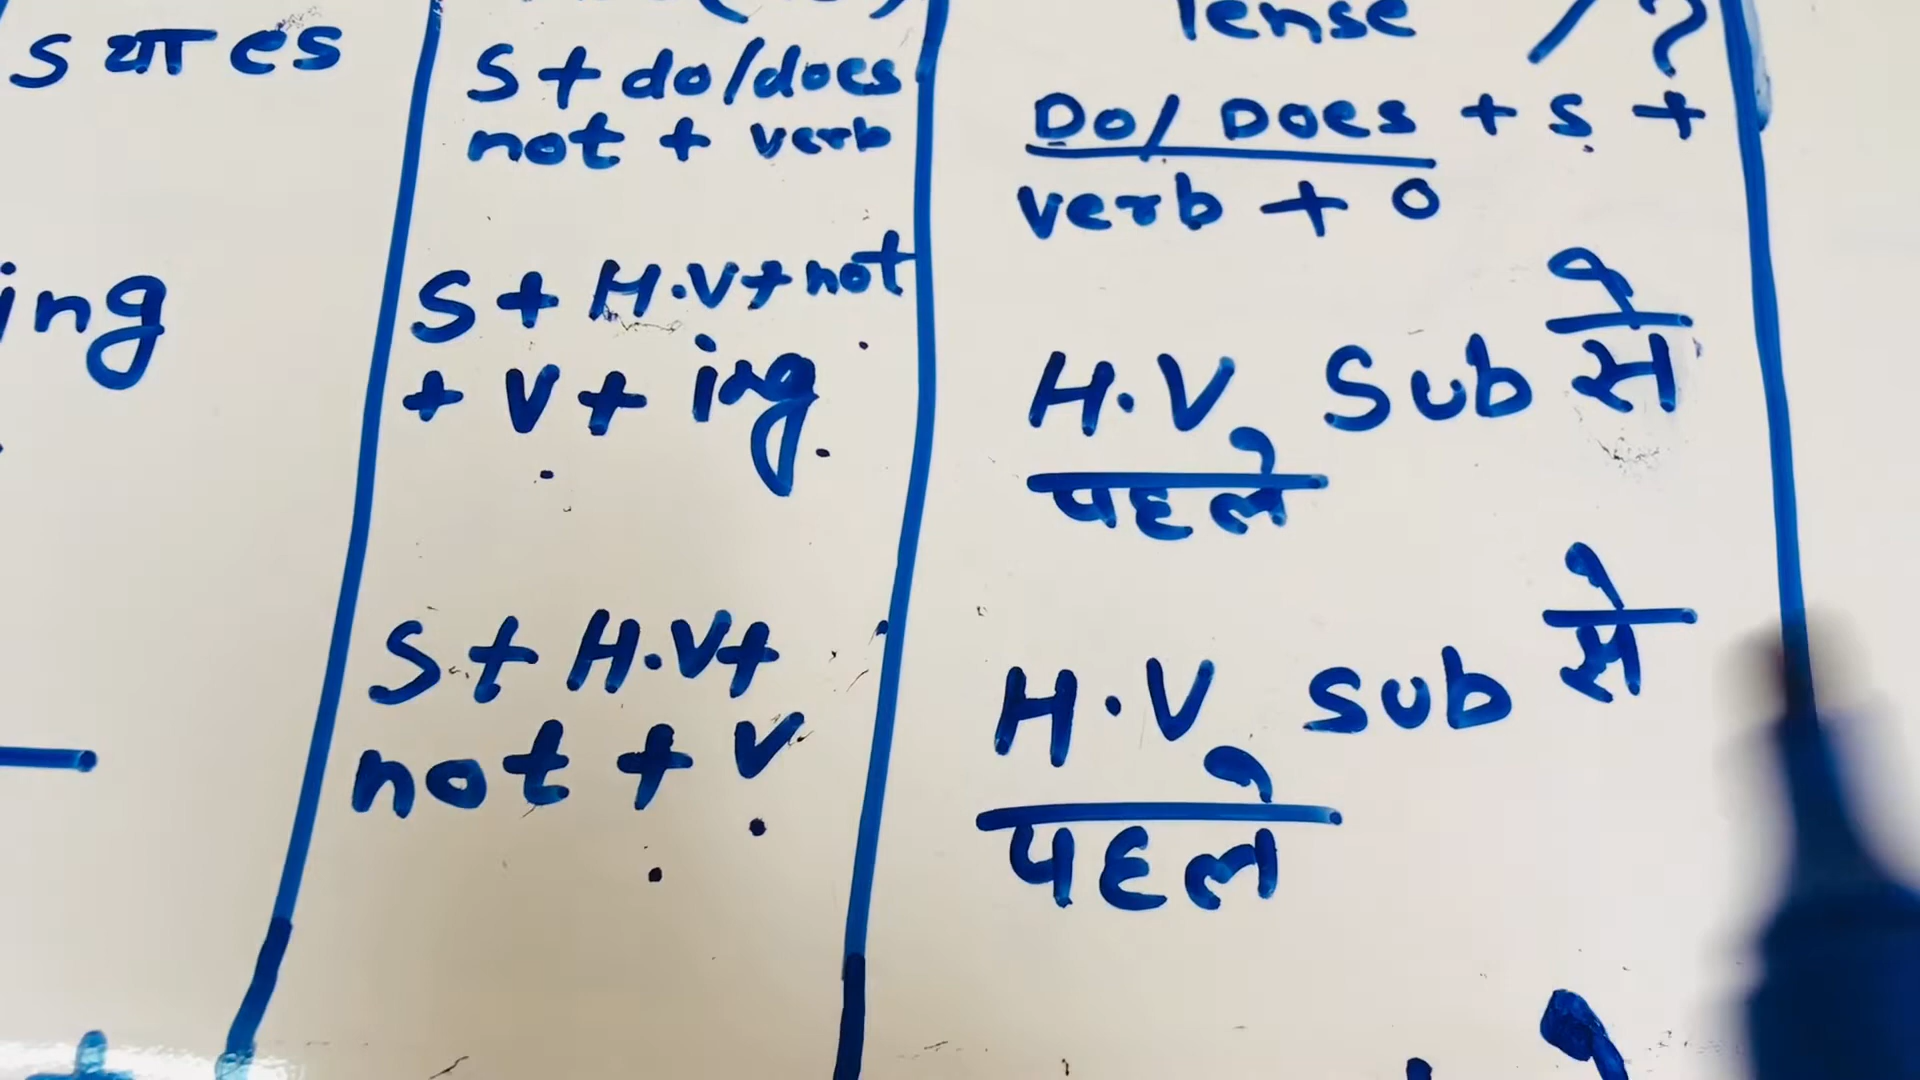 s या es
ing
S + do/does
not + verb
S + H.V + not
+ V + ing
S + H.V +
not + V
Tense / ?
Do/Does + s +
verb + o
H.V Sub से
पहले
H.V sub से
पहले